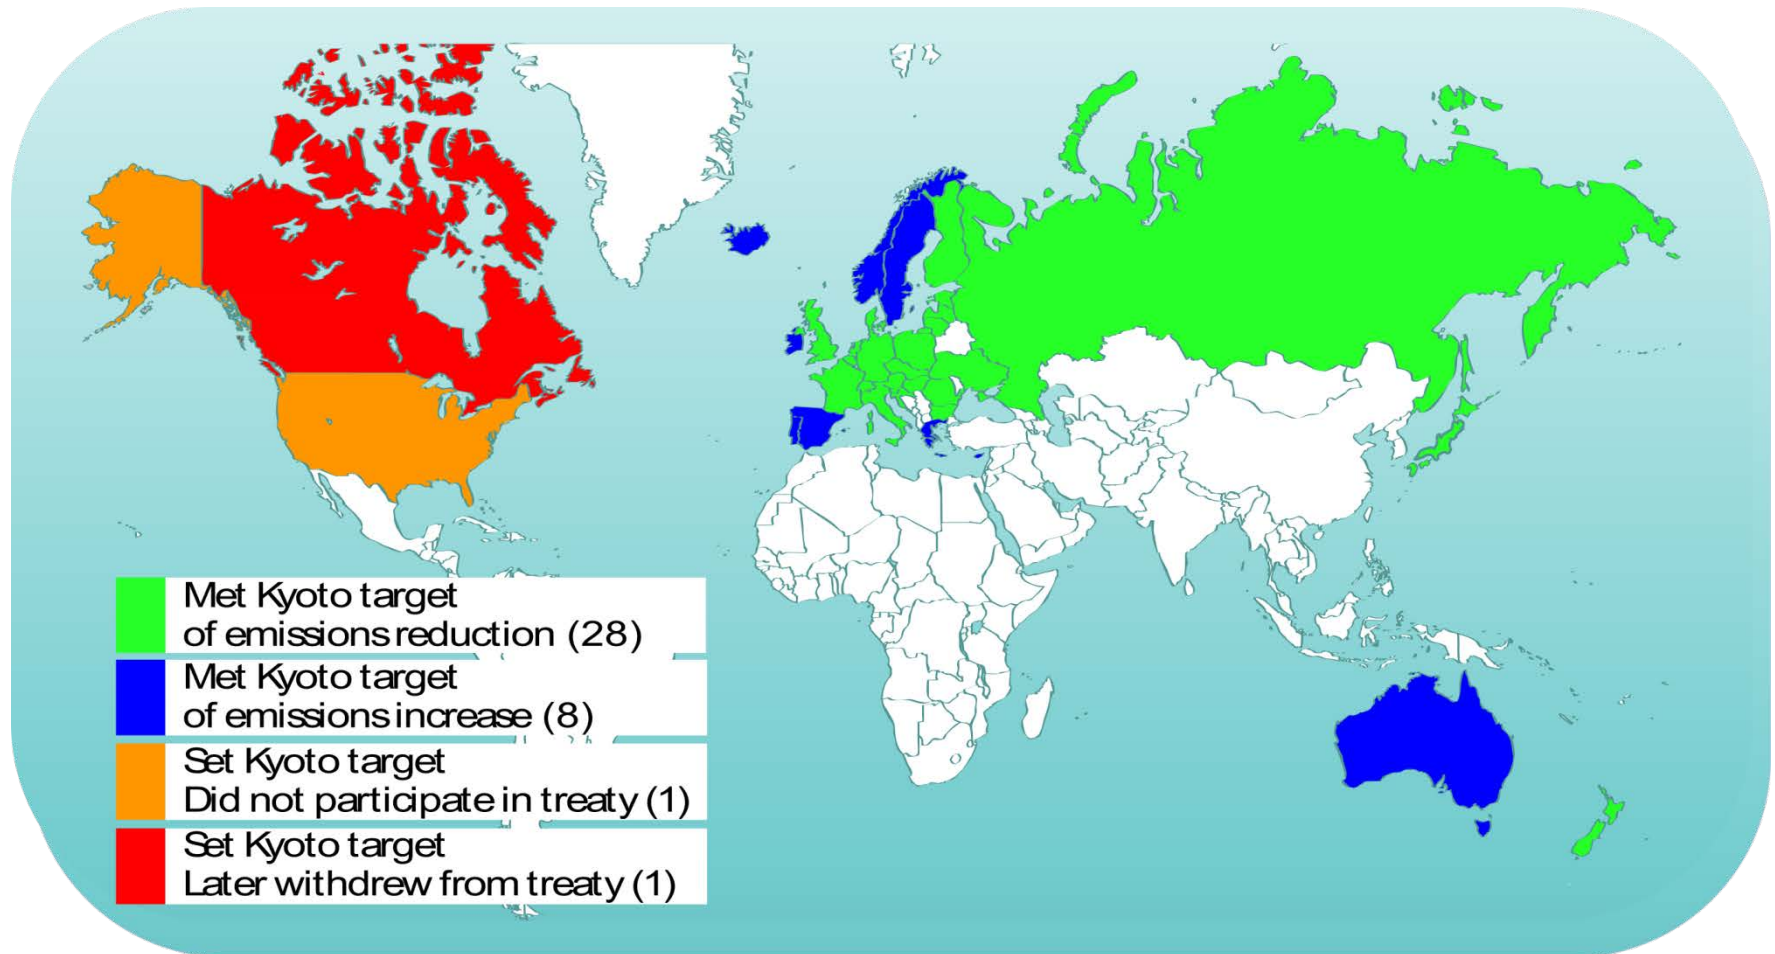 Met Kyoto target
of emissions reduction (28)
Met Kyoto target
of emissions increase (8)
Set Kyoto target
Did not participate in treaty (1)
Set Kyoto target
Later withdrew from treaty (1)